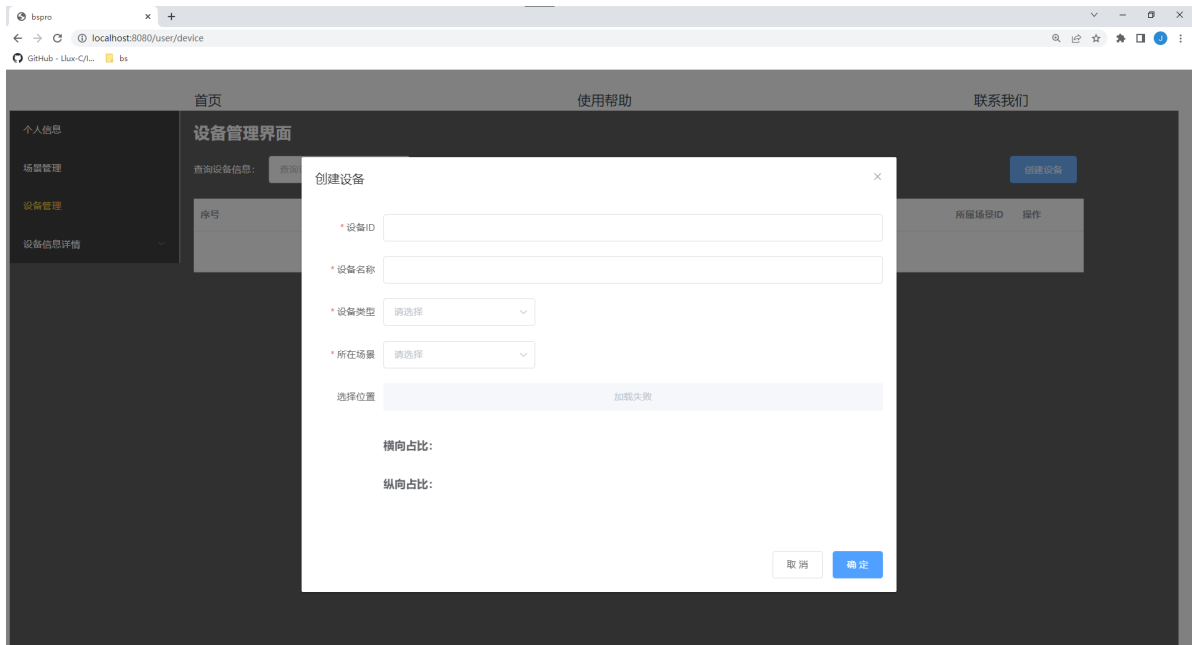 bspro
localhost:8080/user/device
GitHub - Llux-C/I... bs
首页 使用帮助 联系我们
个人信息
场景管理
设备管理
设备信息详情
设备管理界面
查询设备信息: 查询 创建设备
序号 所属场景ID 操作
创建设备
* 设备ID
* 设备名称
* 设备类型 请选择
* 所在场景 请选择
选择位置 加载失败
横向占比:
纵向占比:
取消 确定
J